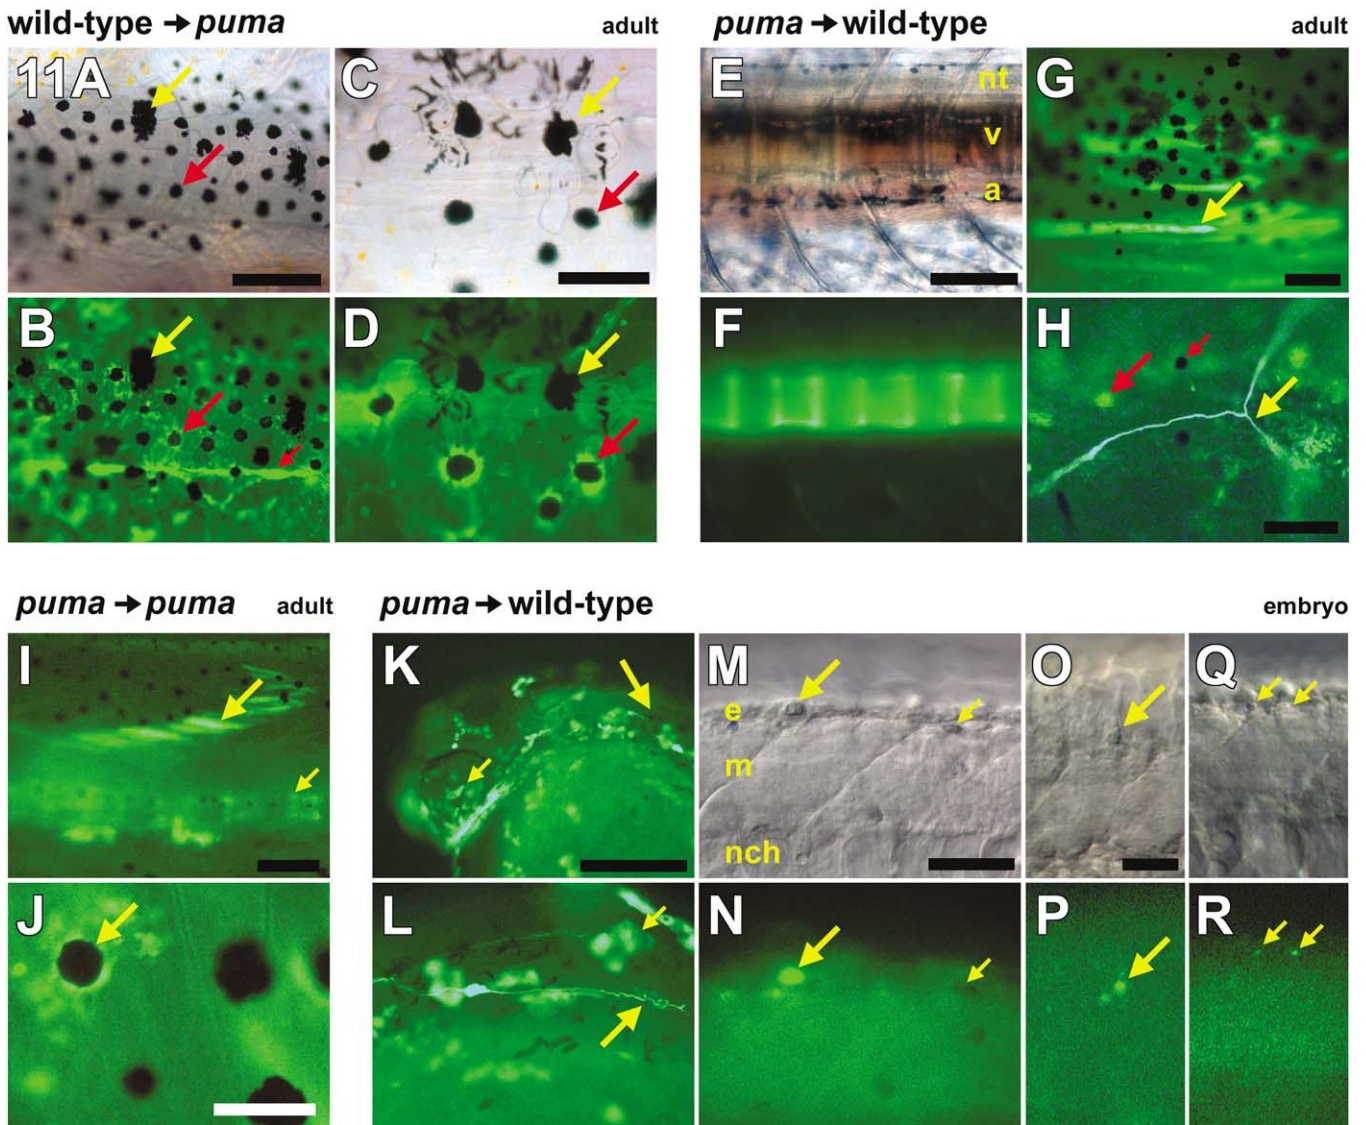 wild-type → puma adult
puma → wild-type adult
11A
C
E
nt
v
a
G
B
D
F
H
puma → puma adult
puma → wild-type embryo
I
K
M
e
m
nch
O
Q
J
L
N
P
R